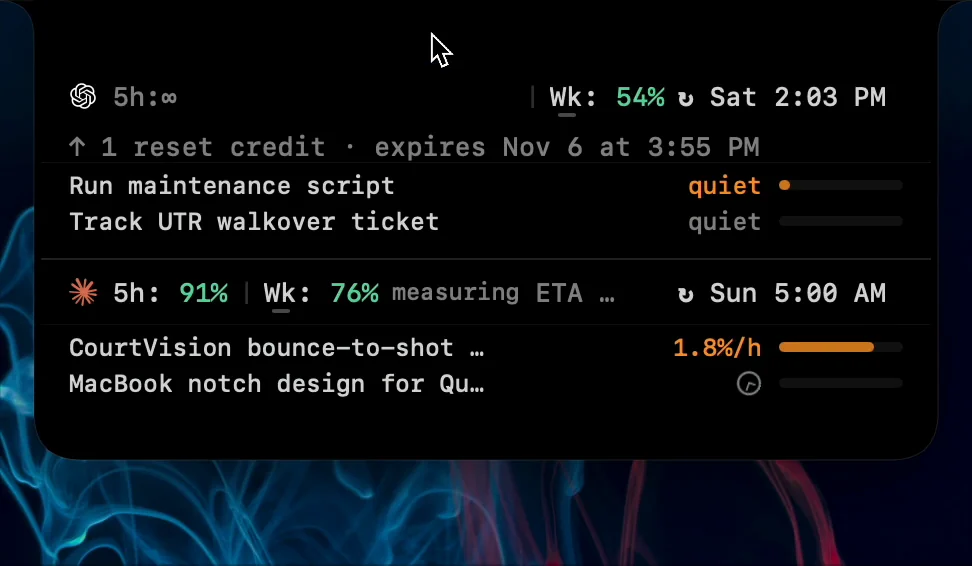 5h:∞ | Wk: 54% ↻ Sat 2:03 PM
↑ 1 reset credit · expires Nov 6 at 3:55 PM
Run maintenance script quiet
Track UTR walkover ticket quiet
5h: 91% | Wk: 76% measuring ETA … ↻ Sun 5:00 AM
CourtVision bounce-to-shot … 1.8%/h
MacBook notch design for Qu…